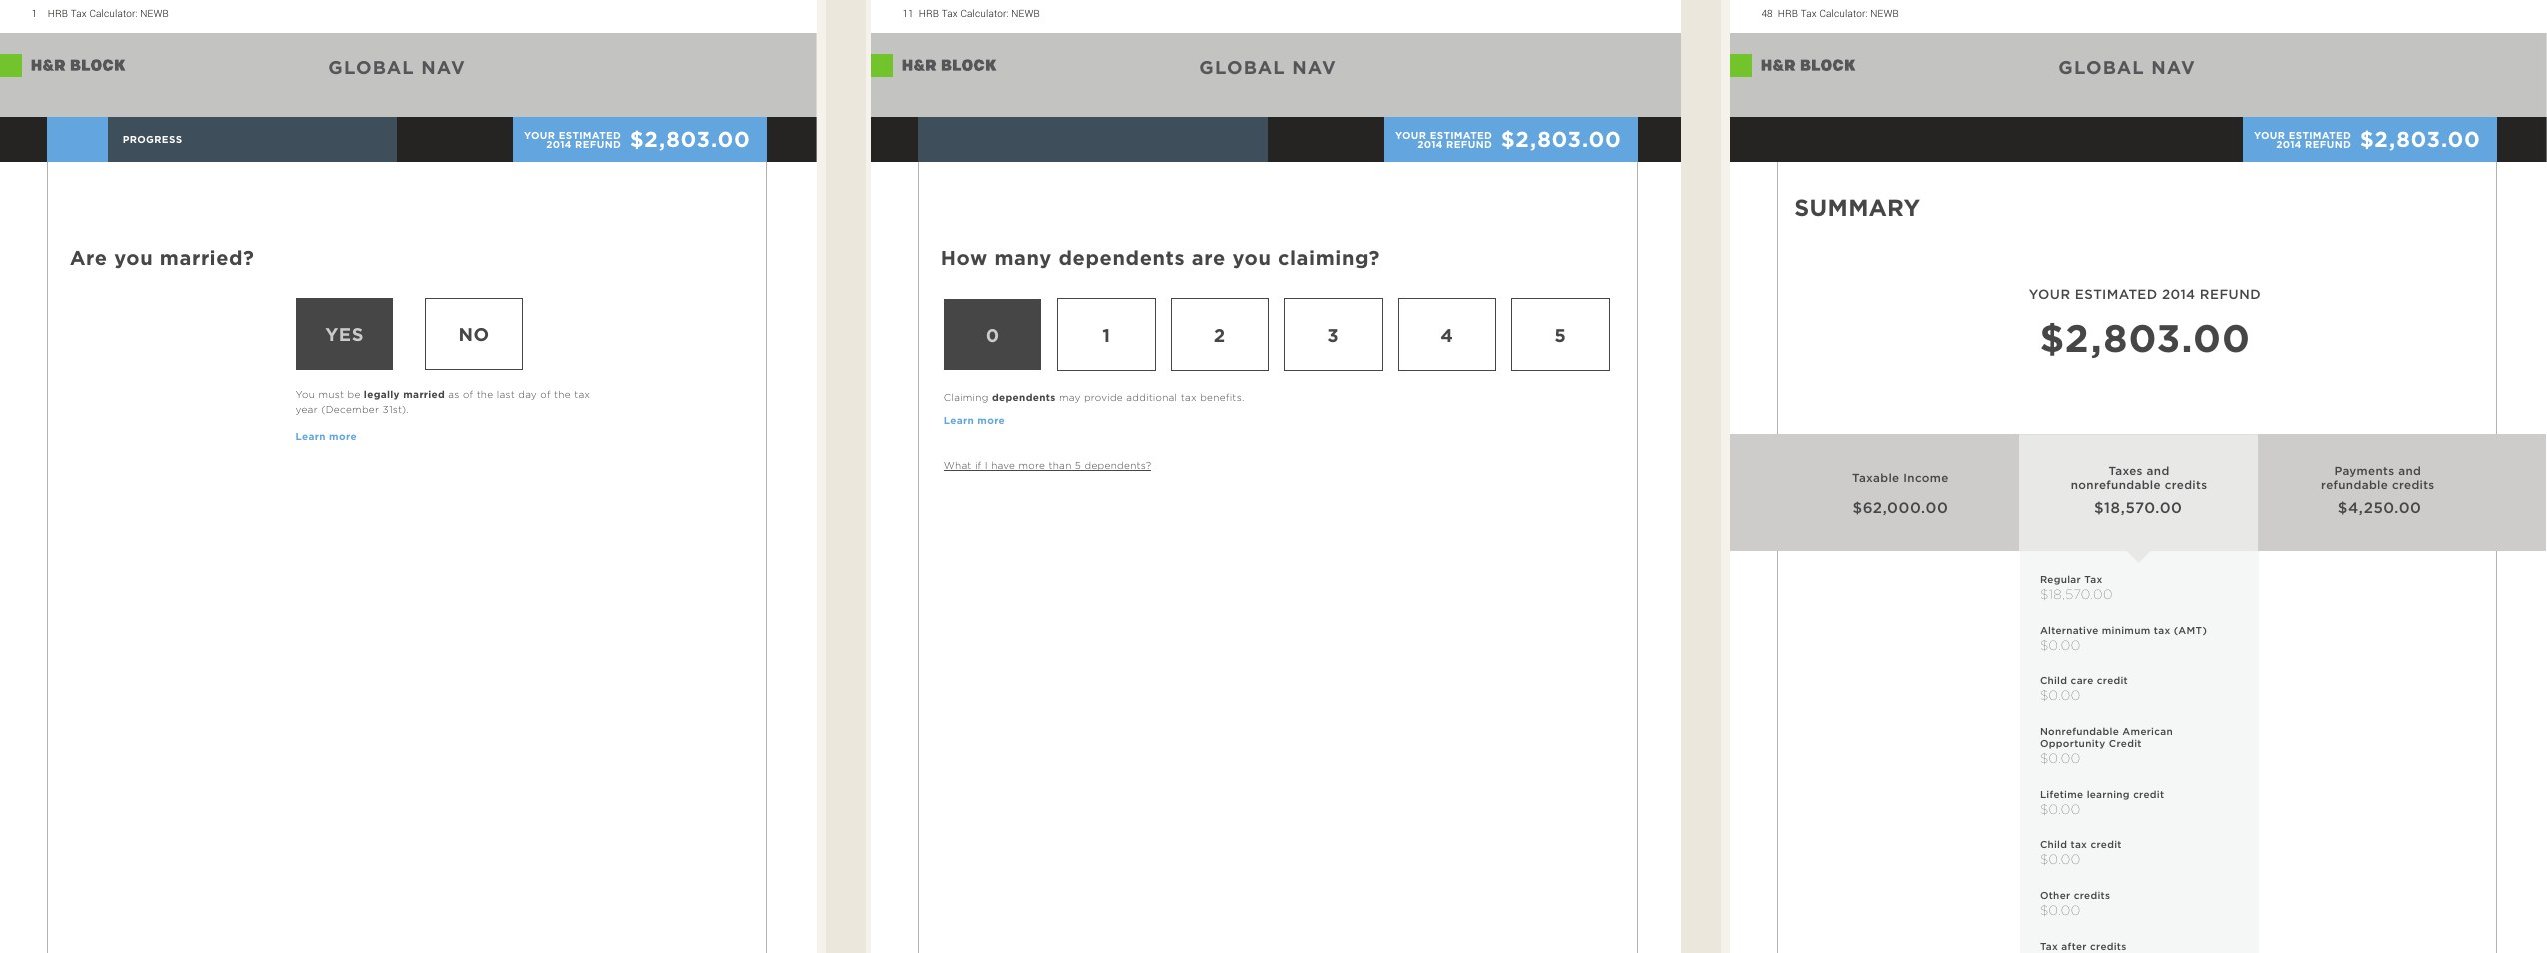 1 HRB Tax Calculator: NEWB
H&R BLOCK
GLOBAL NAV
PROGRESS
YOUR ESTIMATED
2014 REFUND
$2,803.00
Are you married?
YES
NO
You must be legally married as of the last day of the tax
year (December 31st).
Learn more
11 HRB Tax Calculator: NEWB
H&R BLOCK
GLOBAL NAV
YOUR ESTIMATED
2014 REFUND
$2,803.00
How many dependents are you claiming?
0
1
2
3
4
5
Claiming dependents may provide additional tax benefits.
Learn more
What if I have more than 5 dependents?
48 HRB Tax Calculator: NEWB
H&R BLOCK
GLOBAL NAV
YOUR ESTIMATED
2014 REFUND
$2,803.00
SUMMARY
YOUR ESTIMATED 2014 REFUND
$2,803.00
Taxable Income
$62,000.00
Taxes and
nonrefundable credits
$18,570.00
Payments and
refundable credits
$4,250.00
Regular Tax
$18,570.00
Alternative minimum tax (AMT)
$0.00
Child care credit
$0.00
Nonrefundable American
Opportunity Credit
$0.00
Lifetime learning credit
$0.00
Child tax credit
$0.00
Other credits
$0.00
Tax after credits